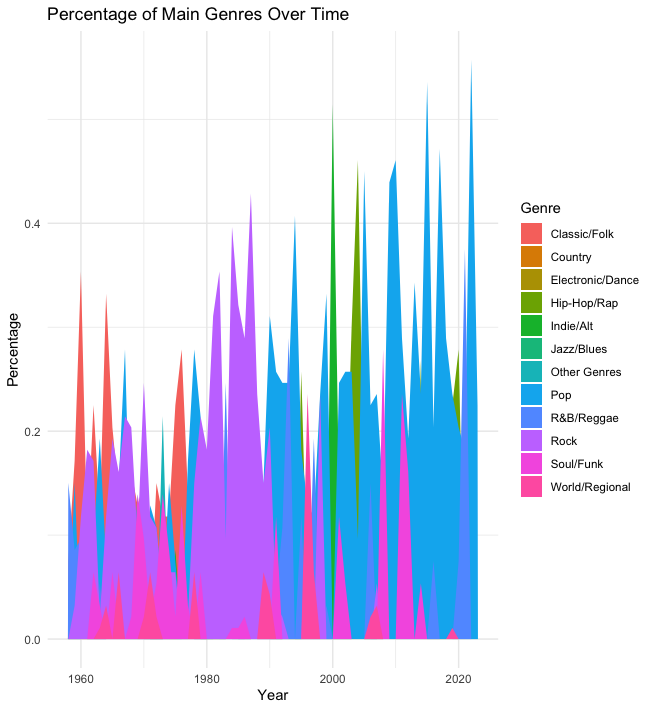 Percentage of Main Genres Over Time
Percentage
0.4
0.2
0.0
1960
1980
2000
2020
Year
Genre
Classic/Folk
Country
Electronic/Dance
Hip-Hop/Rap
Indie/Alt
Jazz/Blues
Other Genres
Pop
R&B/Reggae
Rock
Soul/Funk
World/Regional